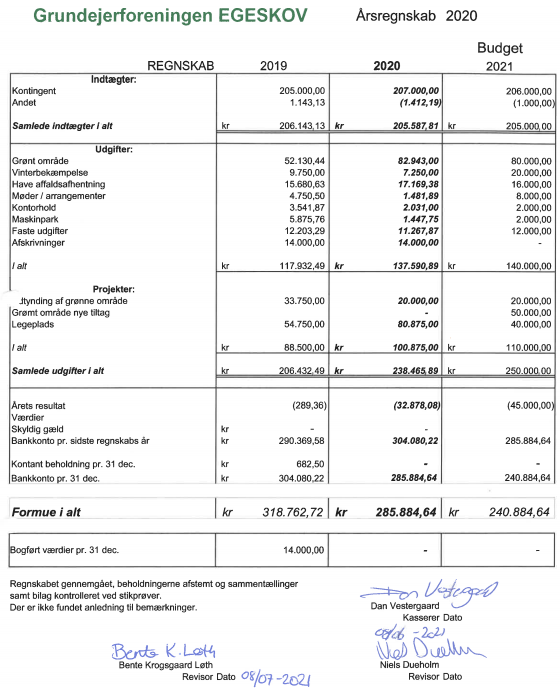 Grundejerforeningen EGESKOV Årsregnskab 2020
Budget
REGNSKAB 2019 2020 2021
Indtægter:
Kontingent 205.000,00 207.000,00 206.000,00
Andet 1.143,13 (1.412,19) (1.000,00)
Samlede indtægter i alt kr 206.143,13 kr 205.587,81 kr 205.000,00
Udgifter:
Grønt område 52.130,44 82.943,00 80.000,00
Vinterbekæmpelse 9.750,00 7.250,00 20.000,00
Have affaldsafhentning 15.680,63 17.169,38 16.000,00
Møder / arrangementer 4.750,50 1.481,89 8.000,00
Kontorhold 3.541,87 2.031,00 2.000,00
Maskinpark 5.875,76 1.447,75 2.000,00
Faste udgifter 12.203,29 11.267,87 12.000,00
Afskrivninger 14.000,00 14.000,00 -
I alt kr 117.932,49 kr 137.590,89 kr 140.000,00
Projekter:
dtynding af grønne område 33.750,00 20.000,00 20.000,00
Grømt område nye tiltag - 50.000,00
Legeplads 54.750,00 80.875,00 40.000,00
I alt kr 88.500,00 kr 100.875,00 kr 110.000,00
Samlede udgifter i alt kr 206.432,49 kr 238.465,89 kr 250.000,00
Årets resultat (289,36) (32.878,08) (45.000,00)
Værdier
Skyldig gæld kr - -
Bankkonto pr. sidste regnskabs år kr 290.369,58 304.080,22 285.884,64
Kontant beholdning pr. 31 dec. kr 682,50 - -
Bankkonto pr. 31 dec. kr 304.080,22 285.884,64 240.884,64
Formue i alt kr 318.762,72 kr 285.884,64 kr 240.884,64
Bogført værdier pr. 31 dec. 14.000,00 - -
Regnskabet gennemgået, beholdningerne afstemt og sammentællinger
samt bilag kontrolleret ved stikprøver.
Der er ikke fundet anledning til bemærkninger.
Dan Vestergaard
Dan Vestergaard
Kasserer Dato
08/06-2021
Bente K. Løth
Niels Dueholm
Bente Krogsgaard Løth
Niels Dueholm
Revisor Dato 08/07-2021
Revisor Dato